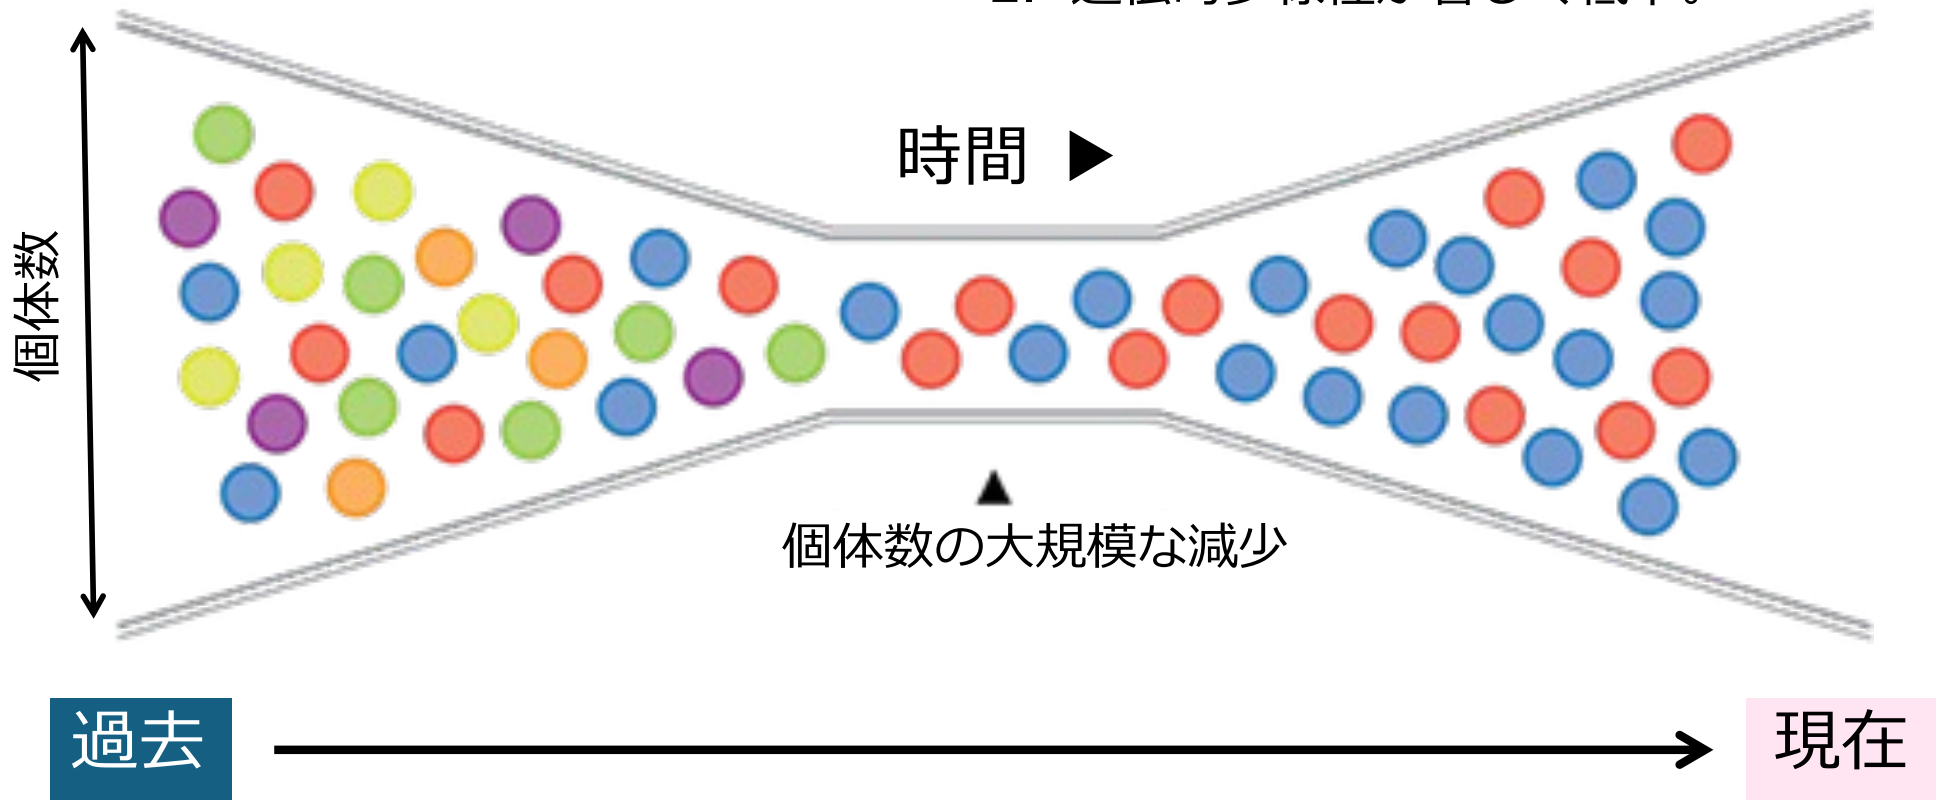 時間 ▶
個体数
▲
個体数の大規模な減少
過去
現在